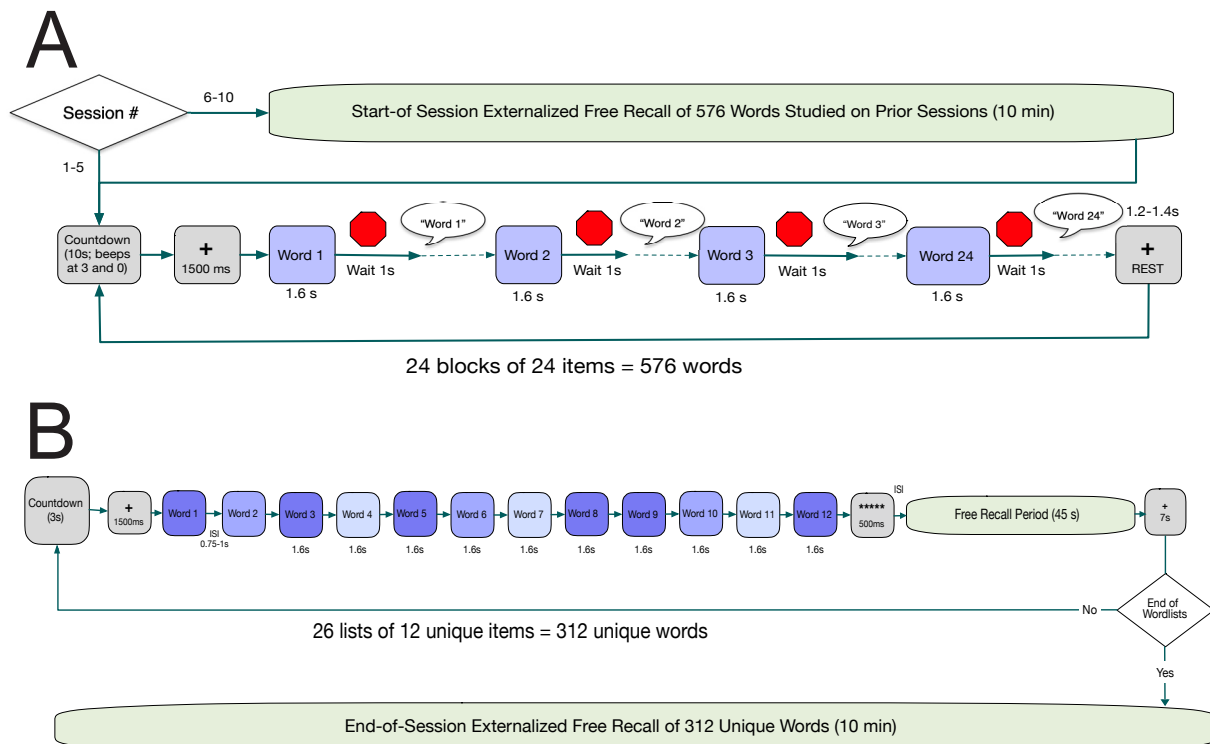 A
Session #
6-10
Start-of Session Externalized Free Recall of 576 Words Studied on Prior Sessions (10 min)
1-5
Countdown
(10s; beeps
at 3 and 0)
+
1500 ms
Word 1
1.6 s
Wait 1s
“Word 1”
Word 2
1.6 s
Wait 1s
“Word 2”
Word 3
1.6 s
Wait 1s
“Word 3”
Word 24
1.6 s
Wait 1s
“Word 24”
1.2-1.4s
+
REST
24 blocks of 24 items = 576 words
B
Countdown
(3s)
+
1500ms
Word 1
ISI
0.75-1s
Word 2
Word 3
1.6s
Word 4
1.6s
Word 5
1.6s
Word 6
1.6s
Word 7
1.6s
Word 8
1.6s
Word 9
1.6s
Word 10
1.6s
Word 11
1.6s
Word 12
1.6s
*****
500ms
ISI
Free Recall Period (45 s)
+
7s
End of
Wordlists
No
Yes
26 lists of 12 unique items = 312 unique words
End-of-Session Externalized Free Recall of 312 Unique Words (10 min)